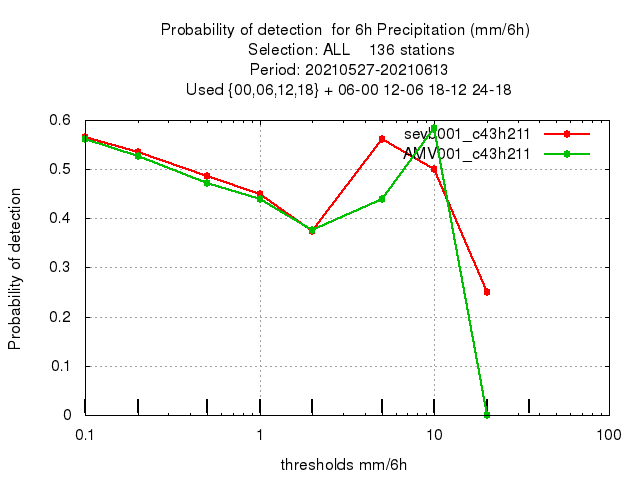 Probability of detection  for 6h Precipitation (mm/6h)
Selection: ALL    136 stations
Period: 20210527-20210613
Used {00,06,12,18} + 06-00 12-06 18-12 24-18
0.6
0.5
0.4
0.3
0.2
0.1
0
Probability of detection
AMV001_c43h211
0.1
1
10
100
thresholds mm/6h